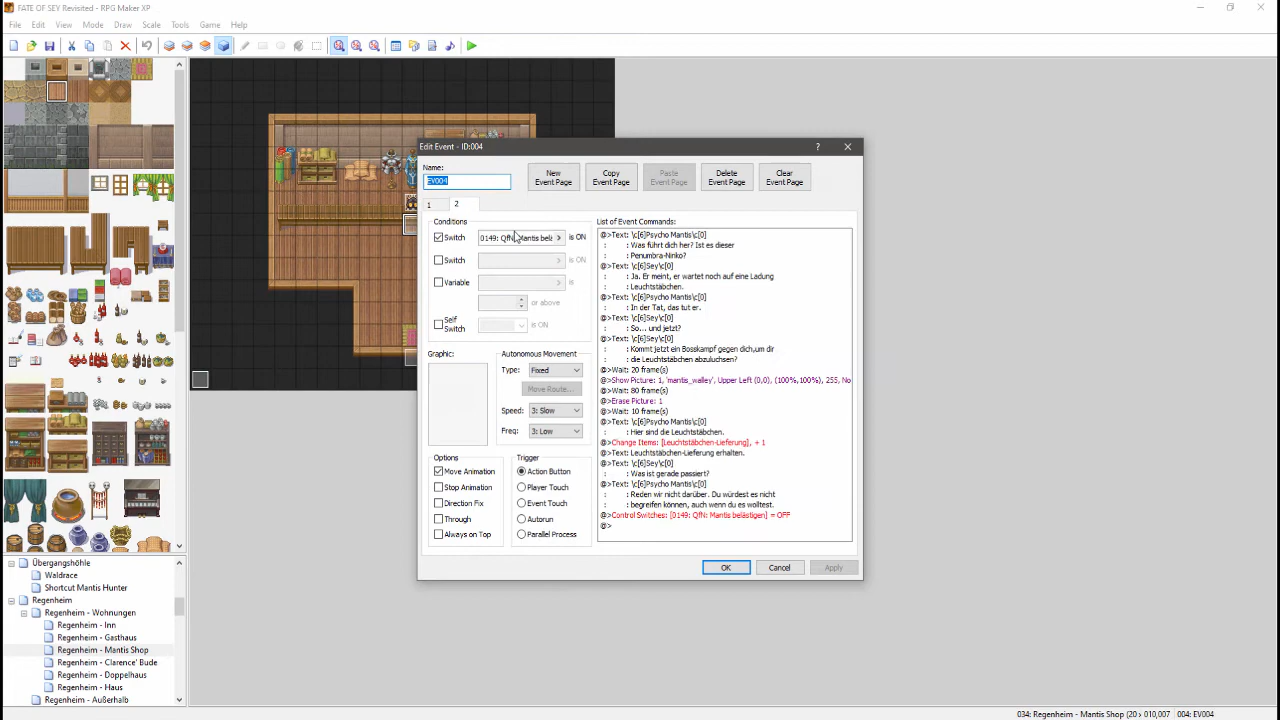 FATE OF SEY Revisited - RPG Maker XP
File Edit View Mode Draw Scale Tools Game Help
Edit Event - ID:004
Name:
EV004
New Event Page
Copy Event Page
Paste Event Page
Delete Event Page
Clear Event Page
1 2
Conditions
Switch 0149: QfN: Mantis belä is ON
Switch is ON
Variable is
or above
Self Switch is ON
Graphic:
Autonomous Movement
Type: Fixed
Move Route...
Speed: 3: Slow
Freq: 3: Low
Options
Move Animation
Stop Animation
Direction Fix
Through
Always on Top
Trigger
Action Button
Player Touch
Event Touch
Autorun
Parallel Process
List of Event Commands:
@>Text: \c[6]Psycho Mantis\c[0]
: : Was führt dich her? Ist es dieser
: : Penumbra-Ninko?
@>Text: \c[6]Sey\c[0]
: : Ja. Er meint, er wartet noch auf eine Ladung
: : Leuchtstäbchen.
@>Text: \c[6]Psycho Mantis\c[0]
: : In der Tat, das tut er.
@>Text: \c[6]Sey\c[0]
: : So... und jetzt?
@>Text: \c[6]Sey\c[0]
: : Kommt jetzt ein Bosskampf gegen dich,um dir
: : die Leuchtstäbchen abzuluchsen?
@>Wait: 20 frame(s)
@>Show Picture: 1, 'mantis_walley', Upper Left (0,0), (100%,100%), 255, No
@>Wait: 80 frame(s)
@>Erase Picture: 1
@>Wait: 10 frame(s)
@>Text: \c[6]Psycho Mantis\c[0]
: : Hier sind die Leuchtstäbchen.
@>Change Items: [Leuchtstäbchen-Lieferung], + 1
@>Text: Leuchtstäbchen-Lieferung erhalten.
@>Text: \c[6]Sey\c[0]
: : Was ist gerade passiert?
@>Text: \c[6]Psycho Mantis\c[0]
: : Reden wir nicht darüber. Du würdest es nicht
: : begreifen können, auch wenn du es wolltest.
@>Control Switches: [0149: QfN: Mantis belästigen] = OFF
@>
OK Cancel Apply
Übergangshöhle
Waldrace
Shortcut Mantis Hunter
Regenheim
Regenheim - Wohnungen
Regenheim - Inn
Regenheim - Gasthaus
Regenheim - Mantis Shop
Regenheim - Clarence' Bude
Regenheim - Doppelhaus
Regenheim - Haus
Regenheim - Außerhalb
034: Regenheim - Mantis Shop (20 x 15) 010,007 004: EV004